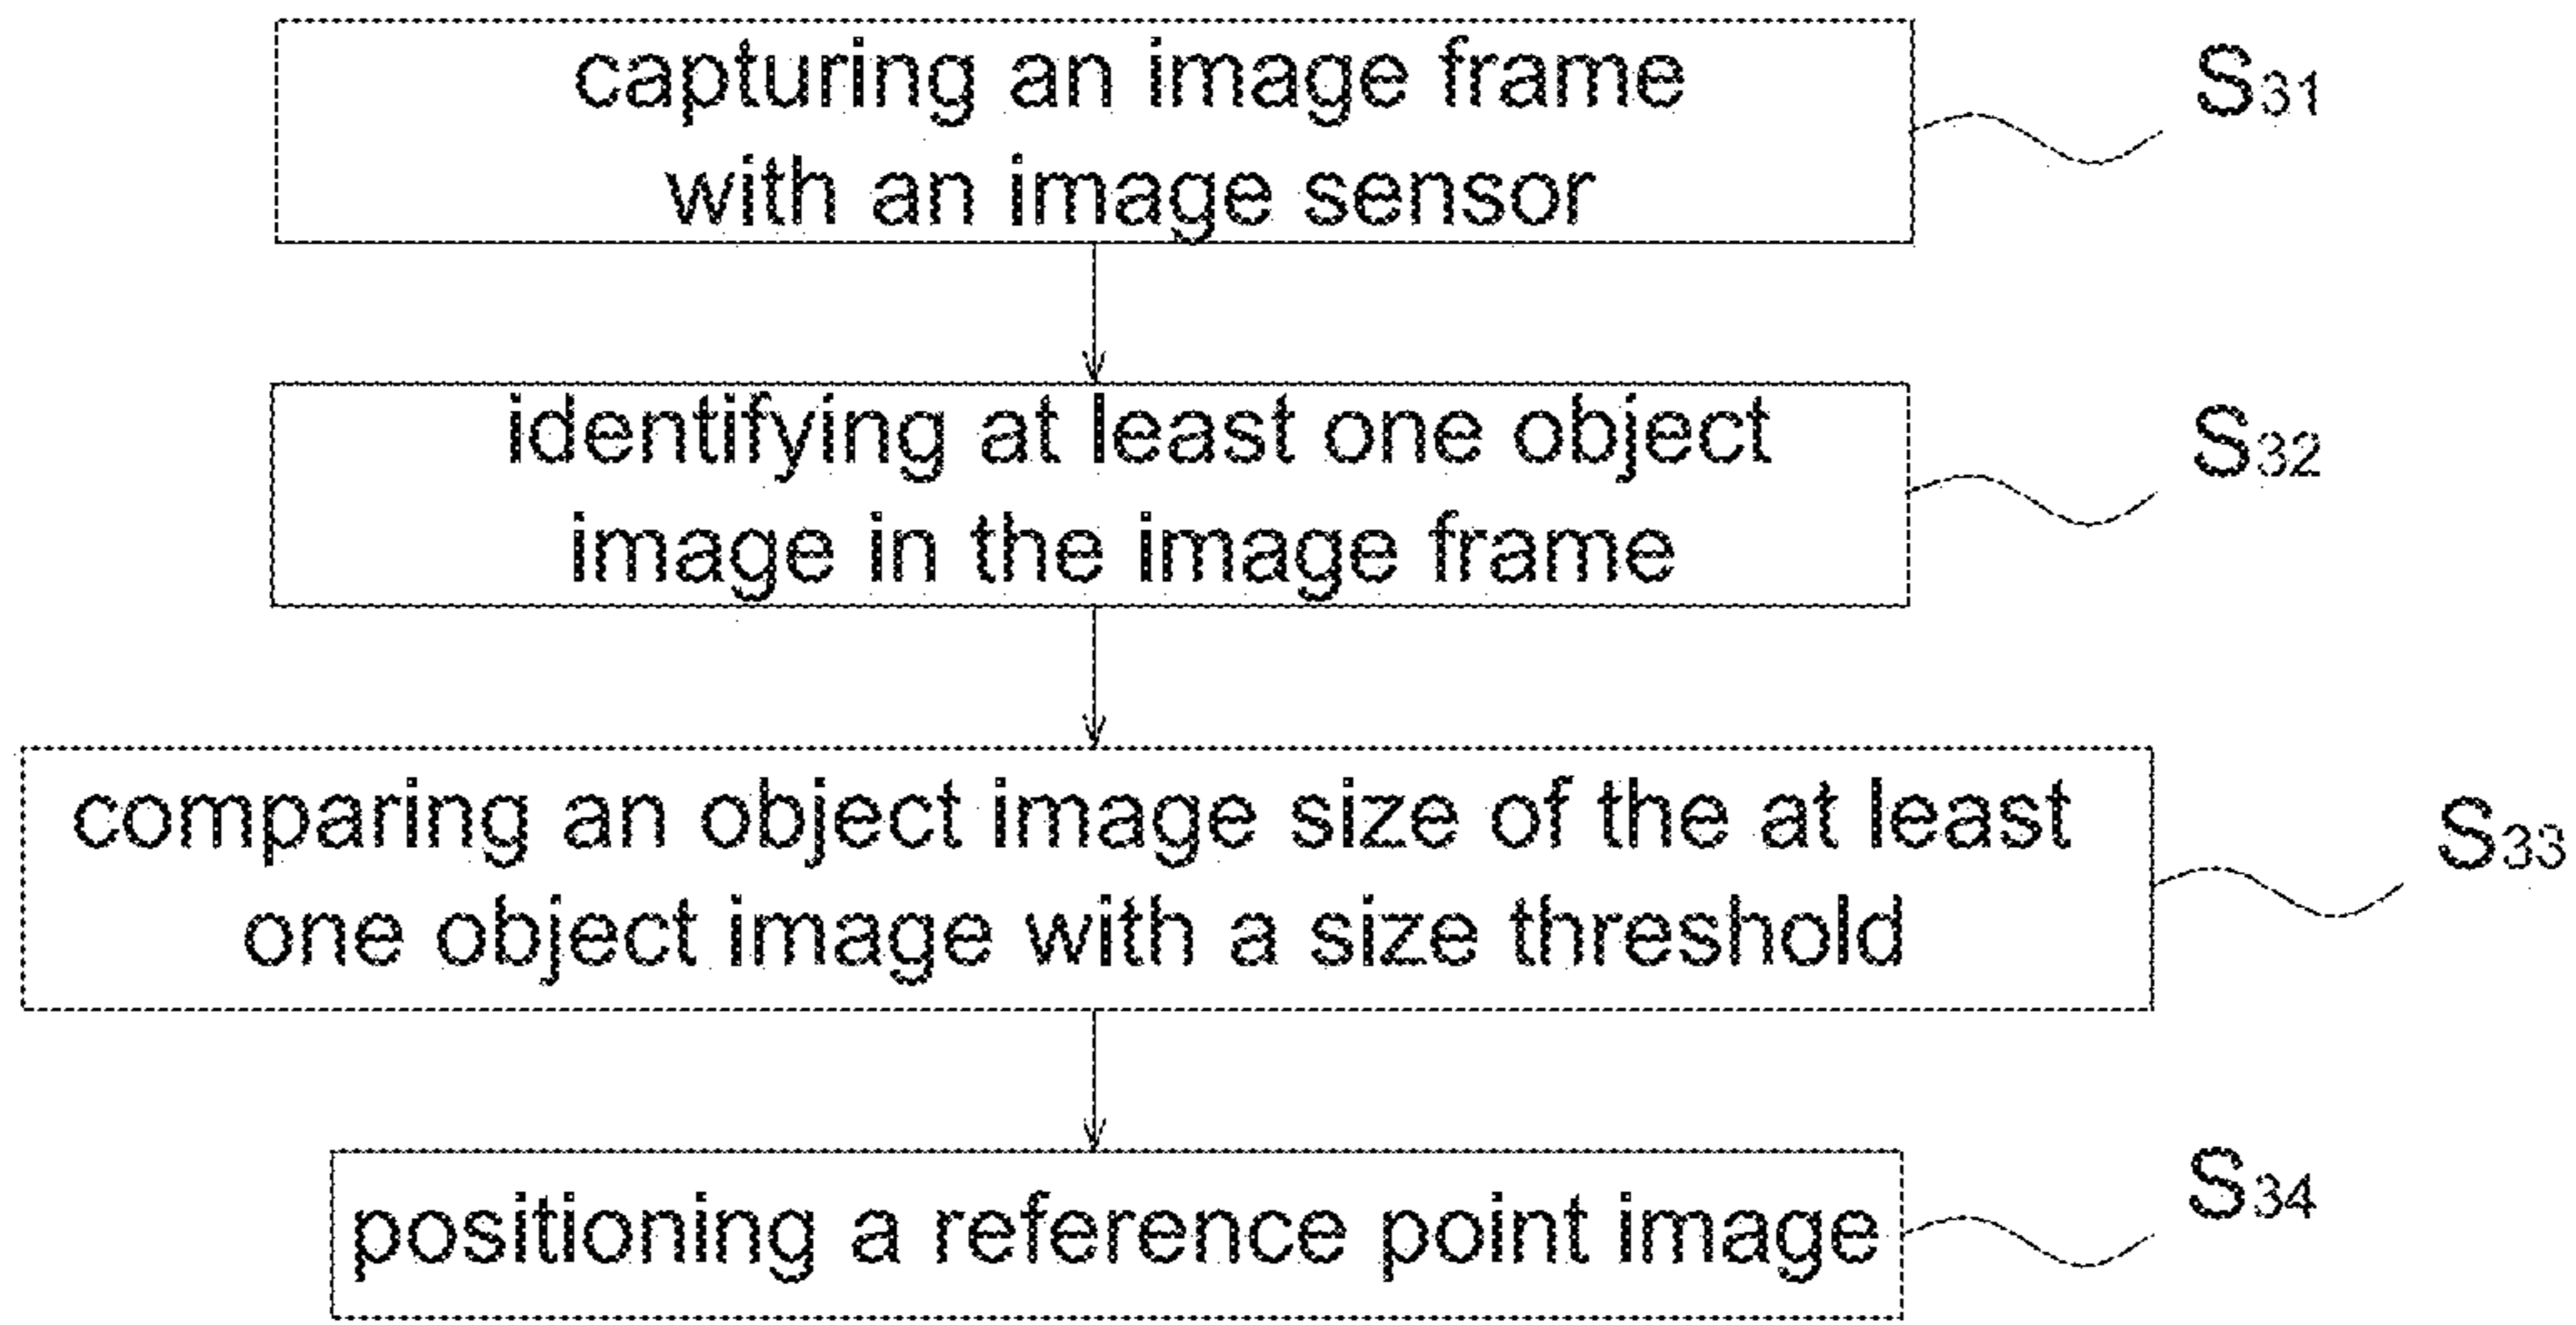 capturing an image frame
with an image sensor
S31
identifying at least one object
image in the image frame
S32
comparing an object image size of the at least
one object image with a size threshold
S33
positioning a reference point image
S34